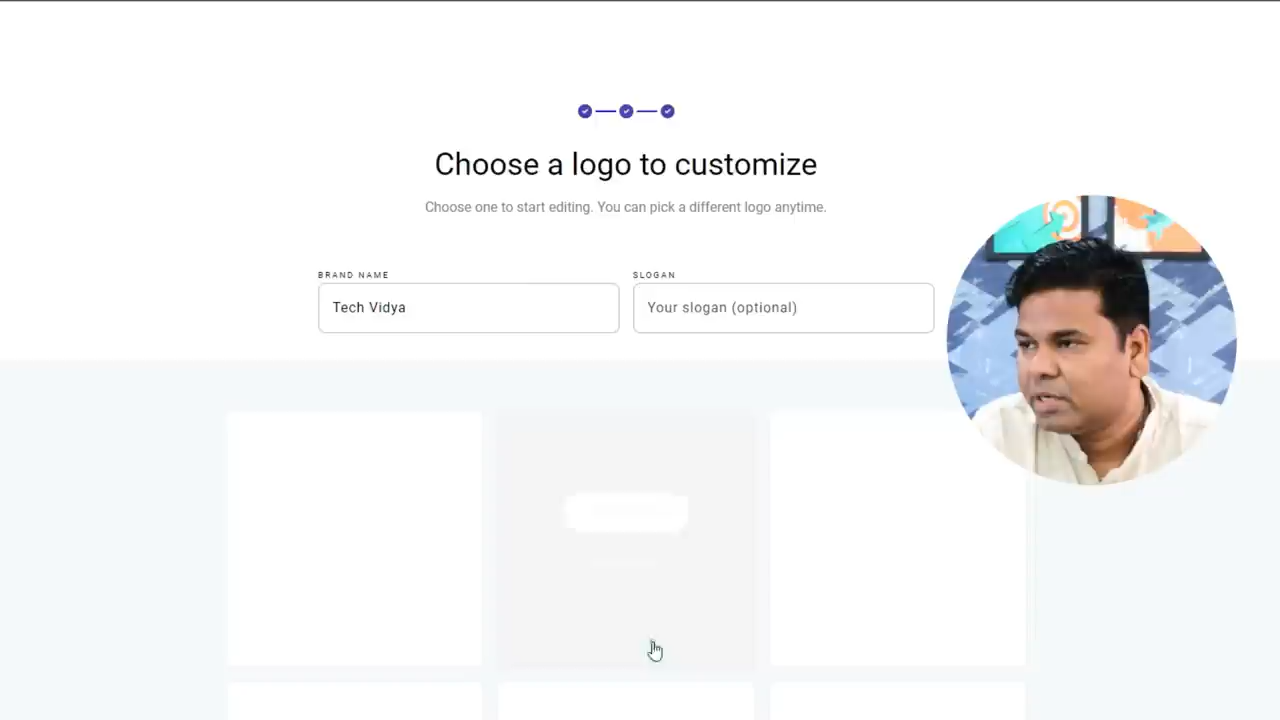 Choose a logo to customize
Choose one to start editing. You can pick a different logo anytime.
BRAND NAME
SLOGAN
Tech Vidya
Your slogan (optional)